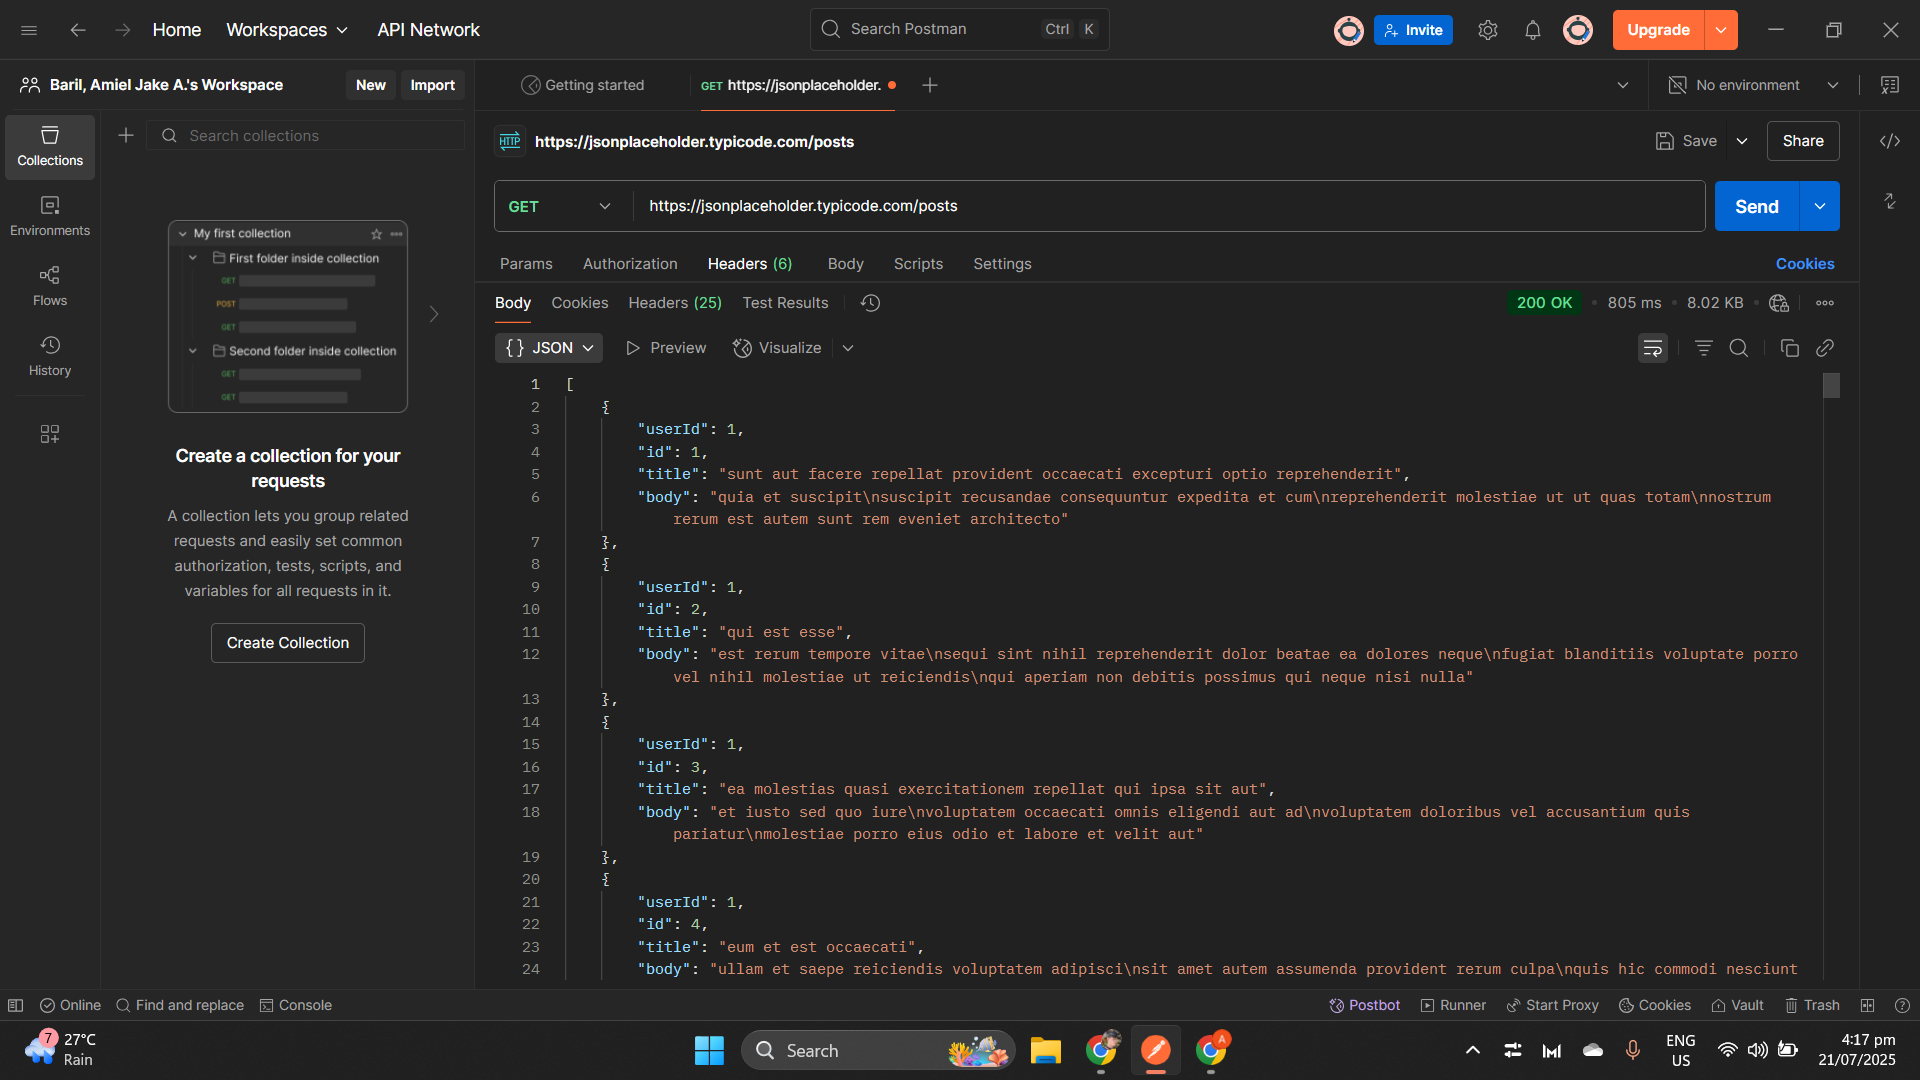 Home
Workspaces
API Network
Search Postman
Ctrl
K
Invite
Upgrade
Baril, Amiel Jake A.'s Workspace
New
Import
Getting started
GET https://jsonplaceholder.
No environment
Collections
Environments
Flows
History
Search collections
My first collection
First folder inside collection
GET
POST
GET
Second folder inside collection
GET
GET
Create a collection for your
requests
A collection lets you group related
requests and easily set common
authorization, tests, scripts, and
variables for all requests in it.
Create Collection
HTTP
https://jsonplaceholder.typicode.com/posts
Save
Share
GET
https://jsonplaceholder.typicode.com/posts
Send
Params
Authorization
Headers (6)
Body
Scripts
Settings
Cookies
Body
Cookies
Headers (25)
Test Results
200 OK
805 ms
8.02 KB
{} JSON
Preview
Visualize
1 [
2 {
3 "userId": 1,
4 "id": 1,
5 "title": "sunt aut facere repellat provident occaecati excepturi optio reprehenderit",
6 "body": "quia et suscipit\nsuscipit recusandae consequuntur expedita et cum\nreprehenderit molestiae ut ut quas totam\nnostrum
rerum est autem sunt rem eveniet architecto"
7 },
8 {
9 "userId": 1,
10 "id": 2,
11 "title": "qui est esse",
12 "body": "est rerum tempore vitae\nsequi sint nihil reprehenderit dolor beatae ea dolores neque\nfugiat blanditiis voluptate porro
vel nihil molestiae ut reiciendis\nqui aperiam non debitis possimus qui neque nisi nulla"
13 },
14 {
15 "userId": 1,
16 "id": 3,
17 "title": "ea molestias quasi exercitationem repellat qui ipsa sit aut",
18 "body": "et iusto sed quo iure\nvoluptatem occaecati omnis eligendi aut ad\nvoluptatem doloribus vel accusantium quis
pariatur\nmolestiae porro eius odio et labore et velit aut"
19 },
20 {
21 "userId": 1,
22 "id": 4,
23 "title": "eum et est occaecati",
24 "body": "ullam et saepe reiciendis voluptatem adipisci\nsit amet autem assumenda provident rerum culpa\nquis hic commodi nesciunt
Online
Find and replace
Console
Postbot
Runner
Start Proxy
Cookies
Vault
Trash
7
27°C
Rain
Search
A
ENG
US
4:17 pm
21/07/2025